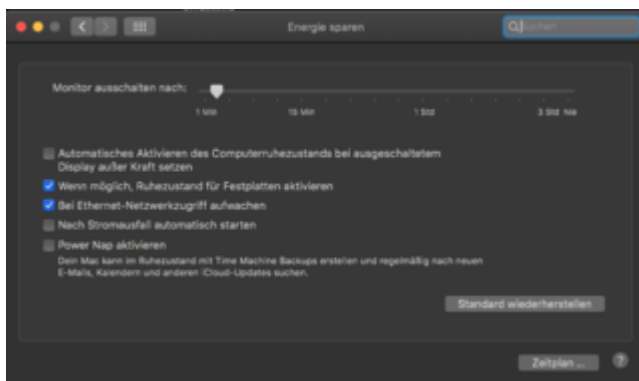 Energie sparen
Suchen
Monitor ausschalten nach:
1 Min 15 Min 1 Std 3 Std Nie
Automatisches Aktivieren des Computerruhezustands bei ausgeschaltetem
Display außer Kraft setzen
Wenn möglich, Ruhezustand für Festplatten aktivieren
Bei Ethernet-Netzwerkzugriff aufwachen
Nach Stromausfall automatisch starten
Power Nap aktivieren
Dein Mac kann im Ruhezustand mit Time Machine Backups erstellen und regelmäßig nach neuen
E-Mails, Kalendern und anderen iCloud-Updates suchen.
Standard wiederherstellen
Zeitplan ...
?